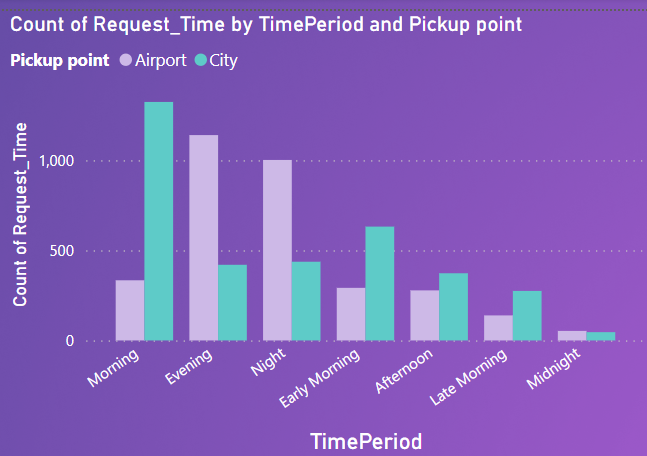 Count of Request_Time by TimePeriod and Pickup point
Pickup point Airport City
Count of Request_Time
1,000
500
0
Morning
Evening
Night
Early Morning
Afternoon
Late Morning
Midnight
TimePeriod